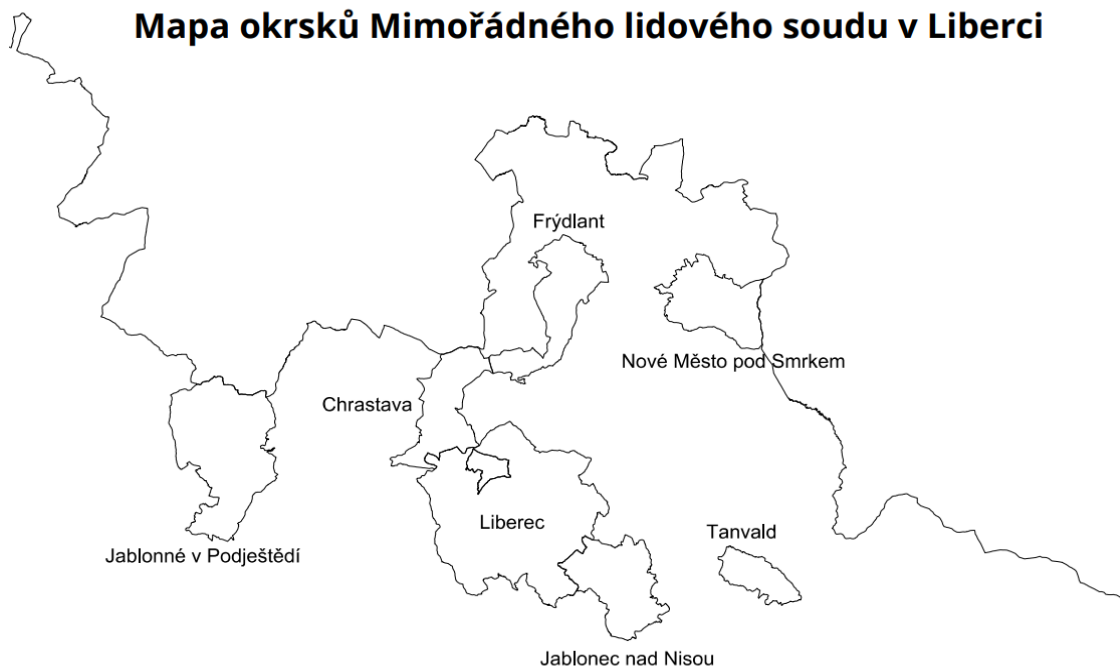 Mapa okrsků Mimořádného lidového soudu v Liberci
Frýdlant
Nové Město pod Smrkem
Chrastava
Liberec
Tanvald
Jablonné v Podještědí
Jablonec nad Nisou